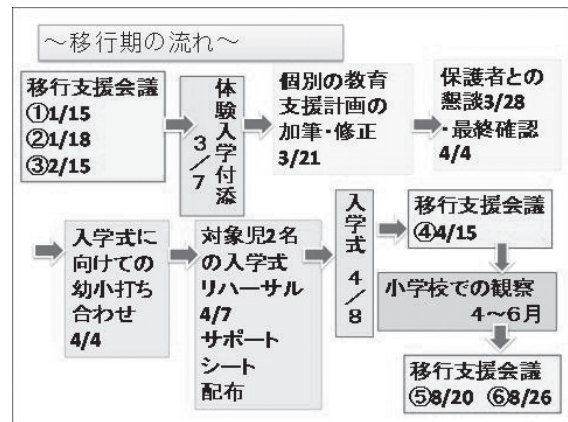 ～移行期の流れ～
移行支援会議
①1/15
②1/18
③2/15
体験入学付添
3/7
個別の教育
支援計画の
加筆・修正
3/21
保護者との
懇談3/28
・最終確認
4/4
入学式に
向けての
幼小打ち
合わせ
4/4
対象児2名
の入学式
リハーサル
4/7
サポート
シート
配布
入学式 4/8
移行支援会議
④4/15
小学校での観察
4～6月
移行支援会議
⑤8/20 ⑥8/26